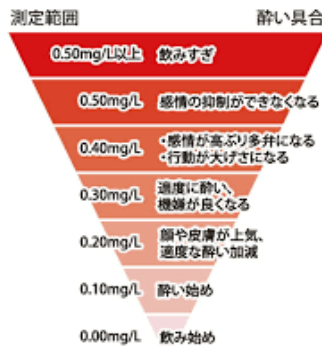 測定範囲 酔い具合
0.50mg/L以上 飲みすぎ
0.50mg/L 感情の抑制ができなくなる
0.40mg/L ・感情が高ぶり多弁になる
・行動が大げさになる
0.30mg/L 適度に酔い、
機嫌が良くなる
0.20mg/L 顔や皮膚が上気、
適度な酔い加減
0.10mg/L 酔い始め
0.00mg/L 飲み始め